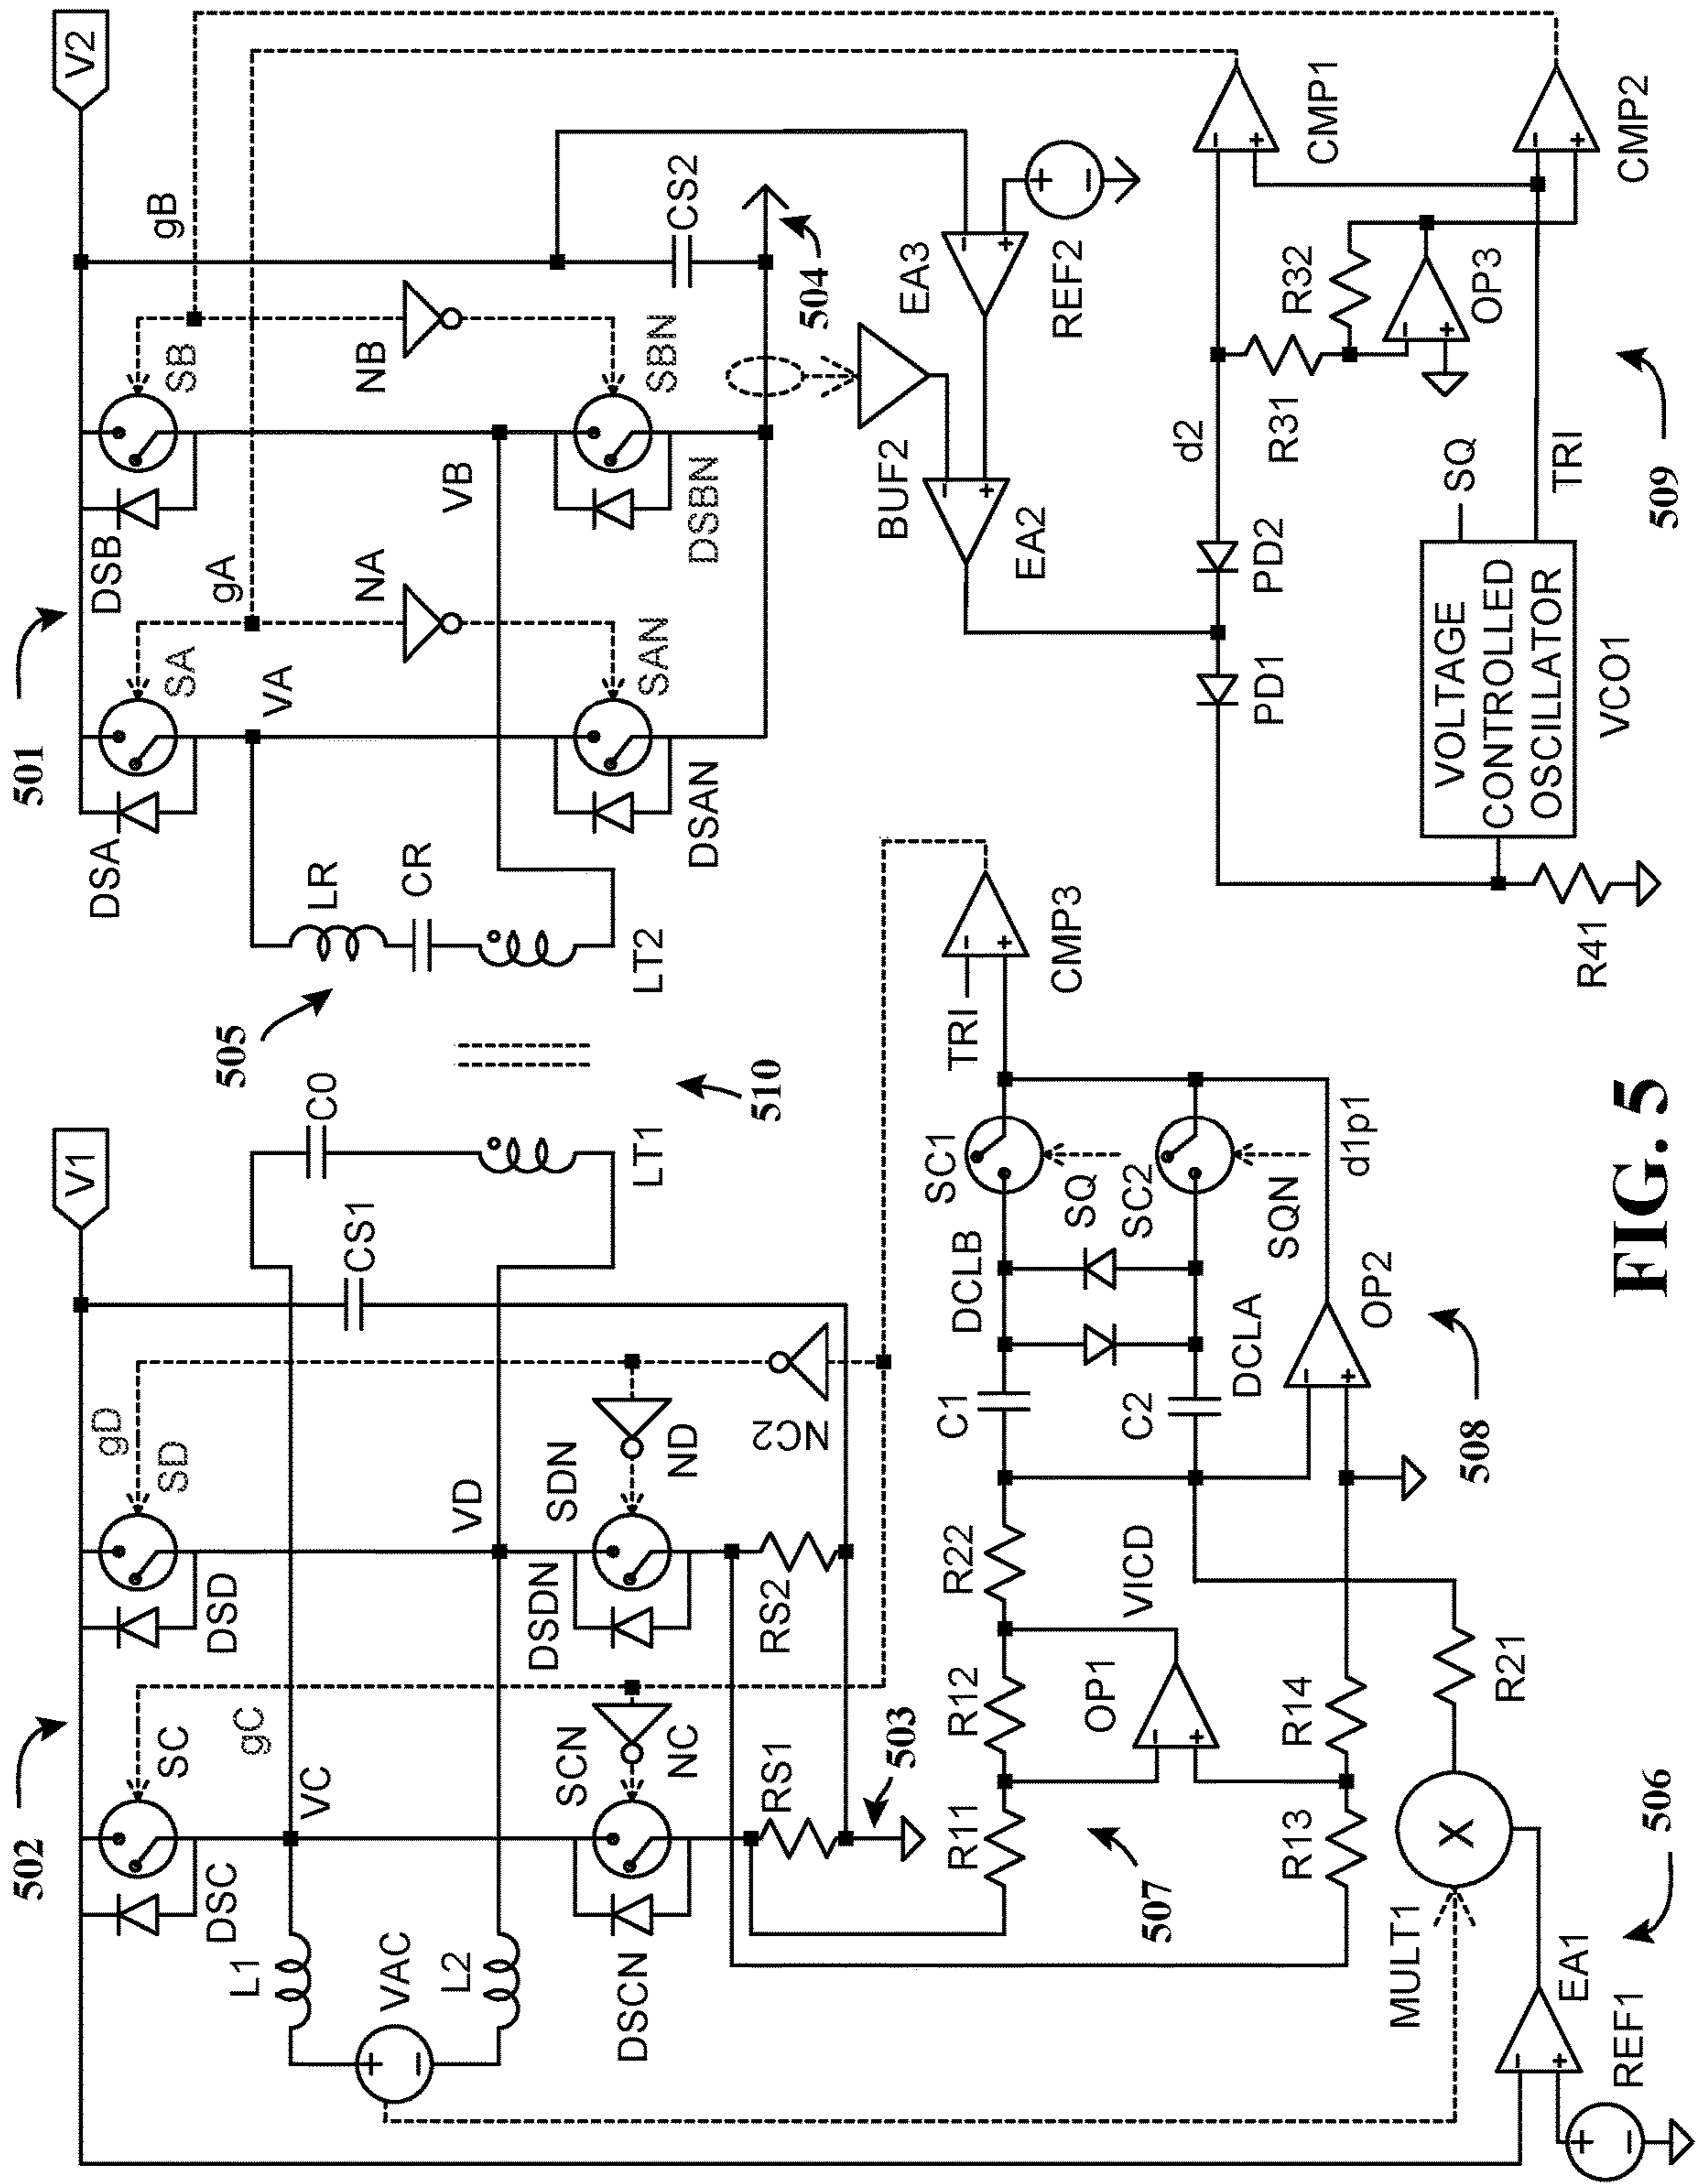 V1
V2
502
501
SC
gC
DSC
SD
gD
DSD
VC
VD
L1
VAC
+
−
L2
DSCN
SCN
NC
DSDN
SDN
ND
NC2
RS1
RS2
503
CS1
C0
LT1
510
505
LR
CR
LT2
DSA
SA
gA
VA
NA
SAN
DSAN
DSB
SB
gB
VB
NB
SBN
DSBN
CS2
504
BUF2
EA3
−
+
REF2
+
−
EA2
−
+
R11
R12
R22
OP1
−
+
VICD
507
R13
R14
R21
MULT1
X
EA1
−
+
REF1
+
−
506
C1
C2
DCLB
DCLA
SC1
SQ
SC2
SQN
d1p1
OP2
−
+
508
TRI
CMP3
−
+
PD1
PD2
d2
R31
R32
OP3
−
+
CMP1
−
+
CMP2
−
+
VOLTAGE
CONTROLLED
OSCILATOR
VCO1
SQ
TRI
R41
509
FIG. 5